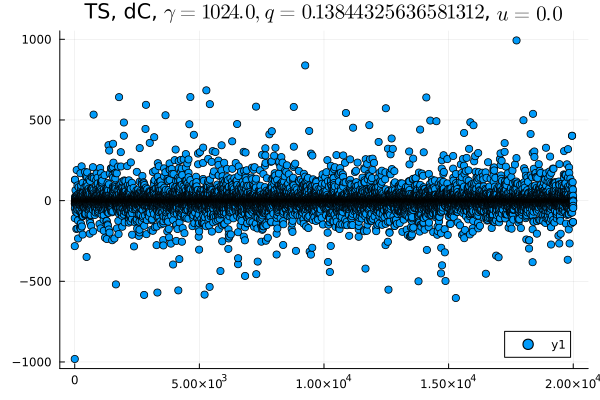 TS, dC, γ = 1024.0, q = 0.13844325636581312, u = 0.0
1000
500
0
−500
−1000
0 5.00×10³ 1.00×10⁴ 1.50×10⁴ 2.00×10⁴
y1